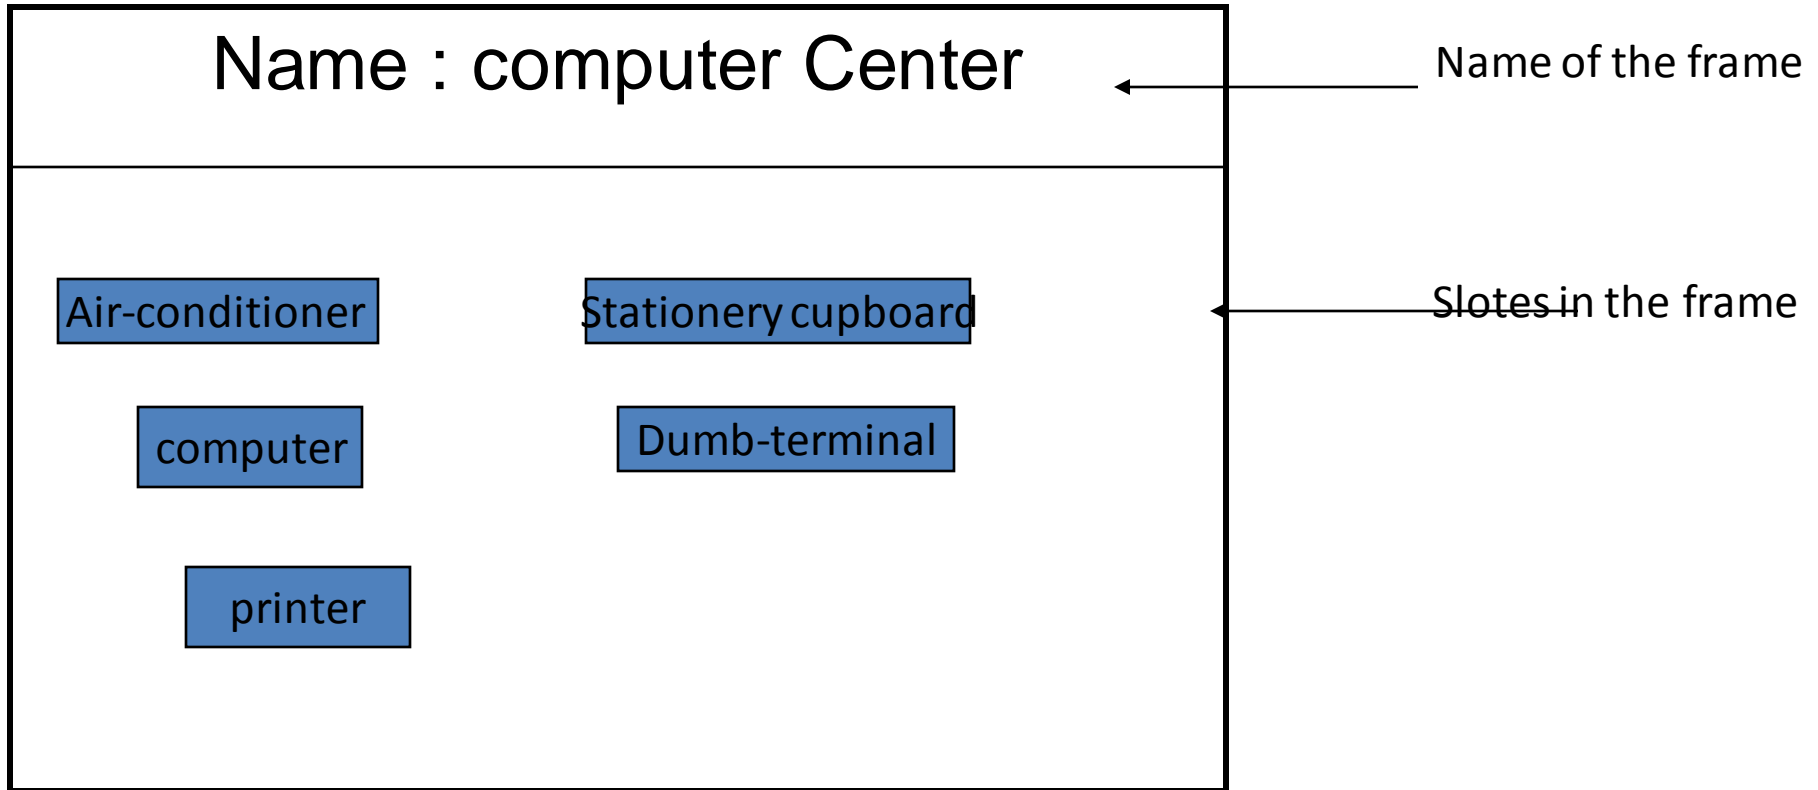 Name : computer Center
Name of the frame
Air-conditioner
Stationery cupboard
Slotes in the frame
computer
Dumb-terminal
printer